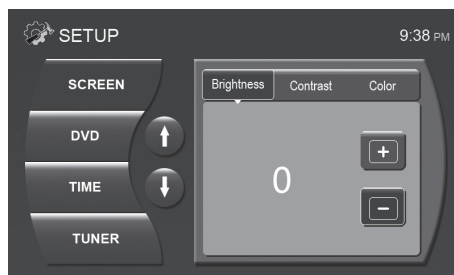 SETUP
9:38 PM
SCREEN
DVD
TIME
TUNER
Brightness Contrast Color
0
+
−